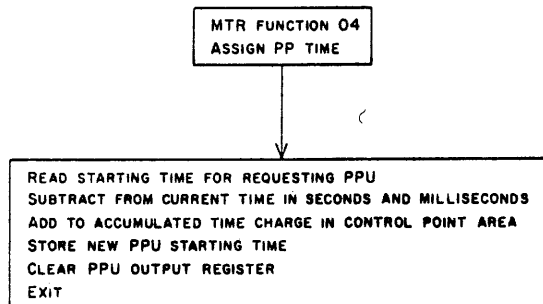 MTR FUNCTION 04
ASSIGN PP TIME
READ STARTING TIME FOR REQUESTING PPU
SUBTRACT FROM CURRENT TIME IN SECONDS AND MILLISECONDS
ADD TO ACCUMULATED TIME CHARGE IN CONTROL POINT AREA
STORE NEW PPU STARTING TIME
CLEAR PPU OUTPUT REGISTER
EXIT